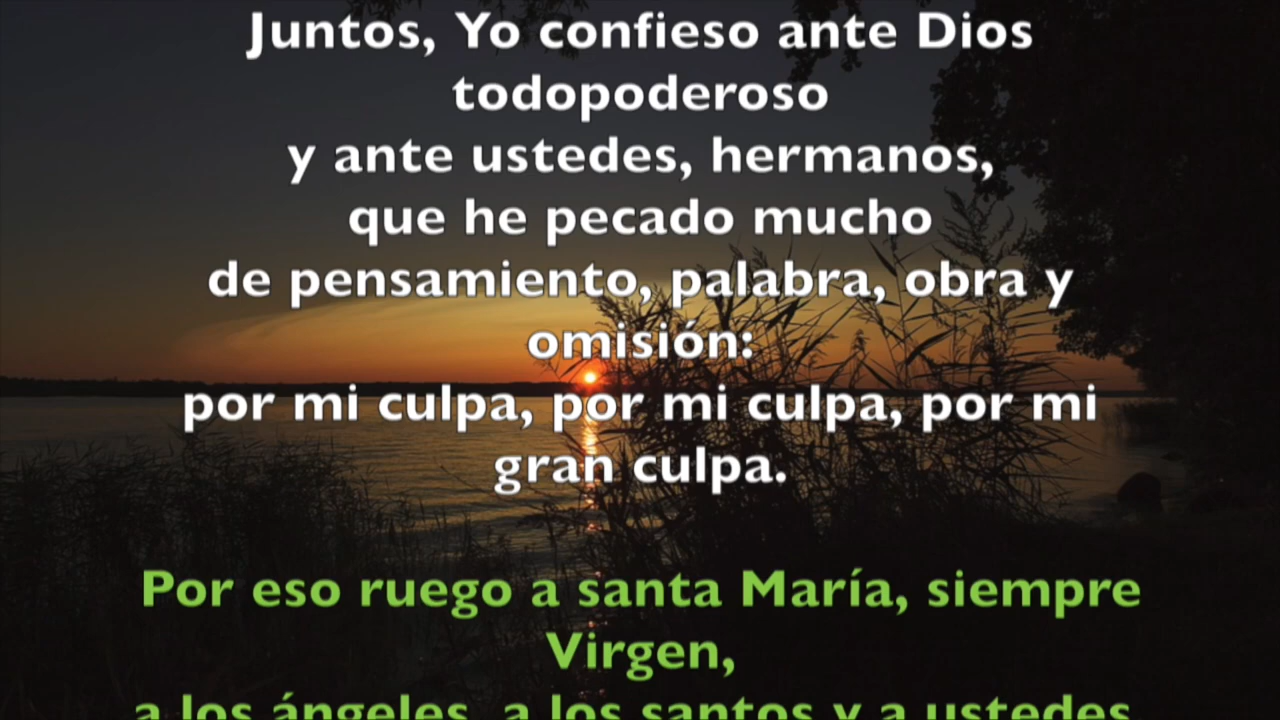 Juntos, Yo confieso ante Dios
todopoderoso
y ante ustedes, hermanos,
que he pecado mucho
de pensamiento, palabra, obra y
omisión:
por mi culpa, por mi culpa, por mi
gran culpa.
Por eso ruego a santa María, siempre
Virgen,
a los ángeles, a los santos y a ustedes,